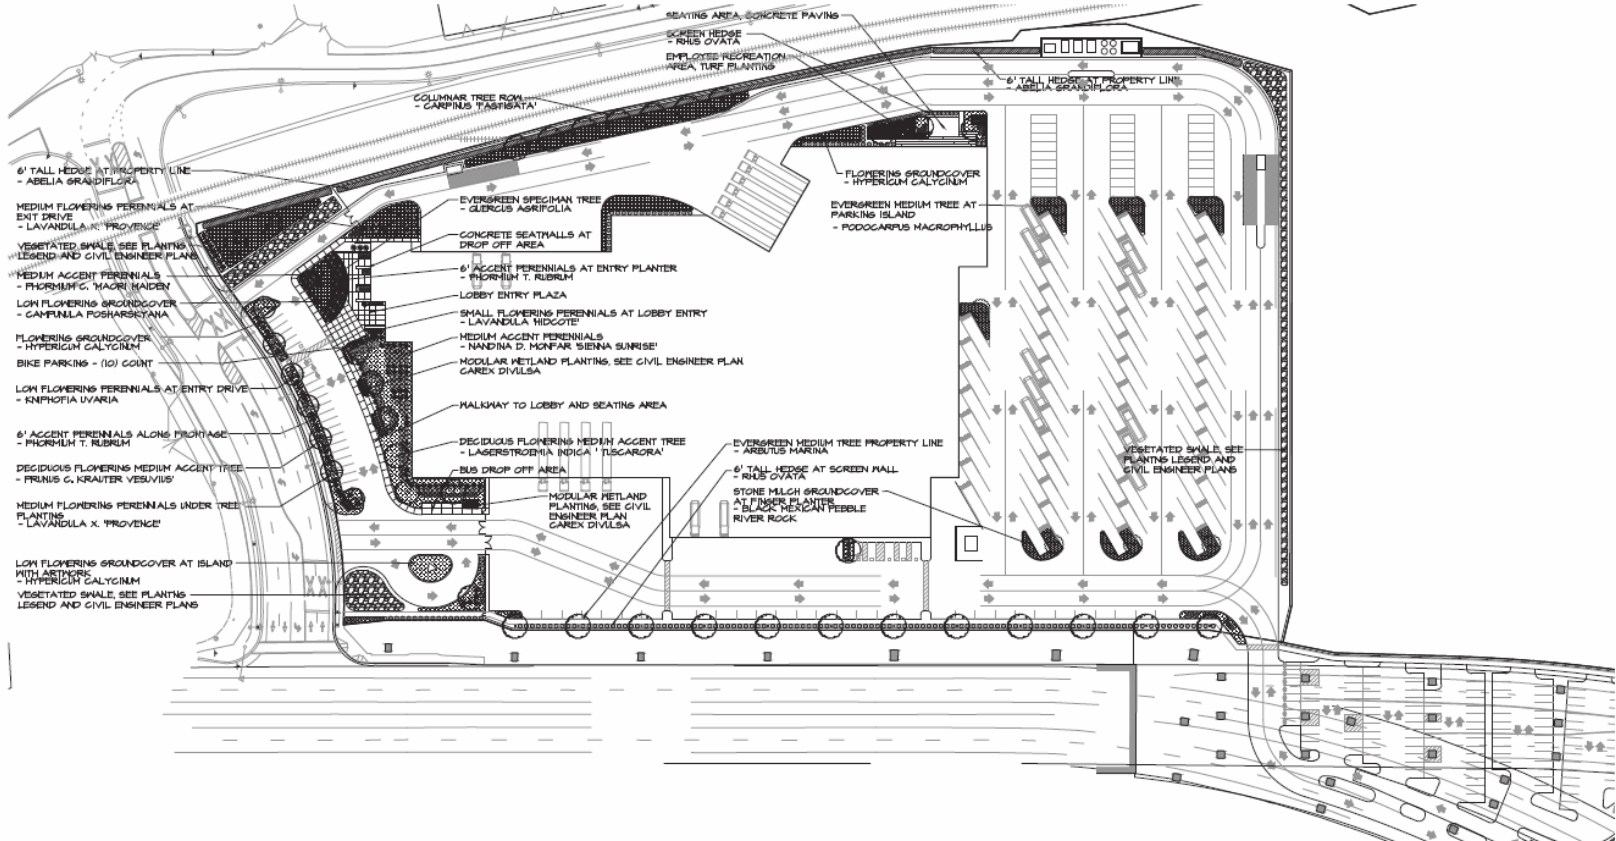 SEATING AREA, CONCRETE PAVING
SCREEN HEDGE
- RHUS OVATA
EMPLOYEE RECREATION
AREA, TURF PLANTING
6' TALL HEDGE AT PROPERTY LINE
- ABELIA GRANDIFLORA
COLUMNAR TREE ROW
- CARPINUS 'FASTIGATA'
6' TALL HEDGE AT PROPERTY LINE
- ABELIA GRANDIFLORA
MEDIUM FLOWERING PERENNIALS AT
EXIT DRIVE
- LAVANDULA X. 'PROVENCE'
VEGETATED SWALE, SEE PLANTNG
LEGEND AND CIVIL ENGINEER PLANS
MEDIUM ACCENT PERENNIALS
- PHORMIUM C. 'MAORI MAIDEN'
LOW FLOWERING GROUNDCOVER
- CAMPUNULA POSHARSKYANA
FLOWERING GROUNDCOVER
- HYPERICUM CALYCINUM
BIKE PARKING - (10) COUNT
LOW FLOWERING PERENNIALS AT ENTRY DRIVE
- KNIPHOFIA UVARIA
6' ACCENT PERENNIALS ALONG FRONTAGE
- PHORMIUM T. RUBRUM
DECIDUOUS FLOWERING MEDIUM ACCENT TREE
- PRUNUS C. KRAUTER VESUVIUS'
MEDIUM FLOWERING PERENNIALS UNDER TREE
PLANTING
- LAVANDULA X. 'PROVENCE'
LOW FLOWERING GROUNDCOVER AT ISLAND
WITH ARTWORK
- HYPERICUM CALYCINUM
VEGETATED SWALE, SEE PLANTNG
LEGEND AND CIVIL ENGINEER PLANS
EVERGREEN SPECIMAN TREE
- QUERCUS AGRIFOLIA
CONCRETE SEATWALLS AT
DROP OFF AREA
6' ACCENT PERENNIALS AT ENTRY PLANTER
- PHORMIUM T. RUBRUM
LOBBY ENTRY PLAZA
SMALL FLOWERING PERENNIALS AT LOBBY ENTRY
- LAVANDULA 'HIDCOTE'
MEDIUM ACCENT PERENNIALS
- NANDINA D. MONFAR 'SIENNA SUNRISE'
MODULAR WETLAND PLANTING, SEE CIVIL ENGINEER PLAN
CAREX DIVULSA
WALKWAY TO LOBBY AND SEATING AREA
DECIDUOUS FLOWERING MEDIUM ACCENT TREE
- LAGERSTROEMIA INDICA ' TUSCARORA'
BUS DROP OFF AREA
MODULAR WETLAND
PLANTING, SEE CIVIL
ENGINEER PLAN
CAREX DIVULSA
FLOWERING GROUNDCOVER
- HYPERICUM CALYCINUM
EVERGREEN MEDIUM TREE AT
PARKING ISLAND
- PODOCARPUS MACROPHYLLUS
EVERGREEN MEDIUM TREE PROPERTY LINE
- ARBUTUS MARINA
6' TALL HEDGE AT SCREEN WALL
- RHUS OVATA
STONE MULCH GROUNDCOVER
AT FINGER PLANTER
- BLACK MEXICAN PEBBLE
RIVER ROCK
VEGETATED SWALE, SEE
PLANTNG LEGEND AND
CIVIL ENGINEER PLANS